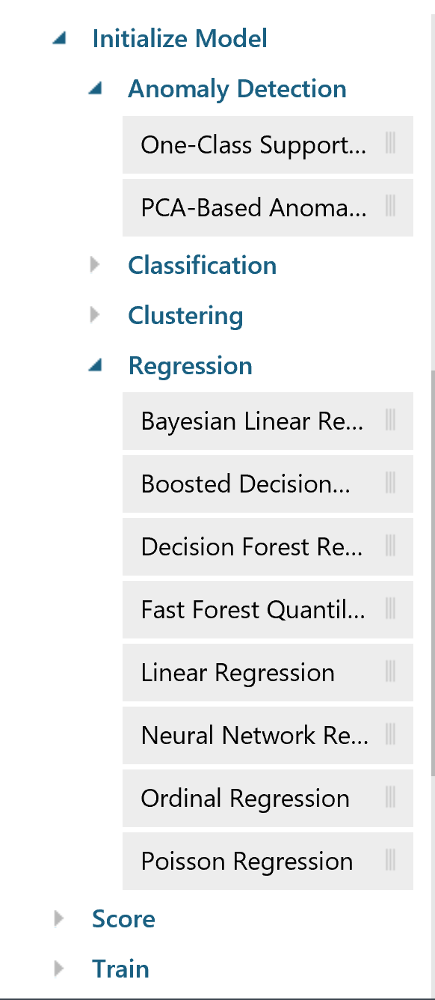 Initialize Model
Anomaly Detection
One-Class Support...
PCA-Based Anoma...
Classification
Clustering
Regression
Bayesian Linear Re...
Boosted Decision...
Decision Forest Re...
Fast Forest Quantil...
Linear Regression
Neural Network Re...
Ordinal Regression
Poisson Regression
Score
Train